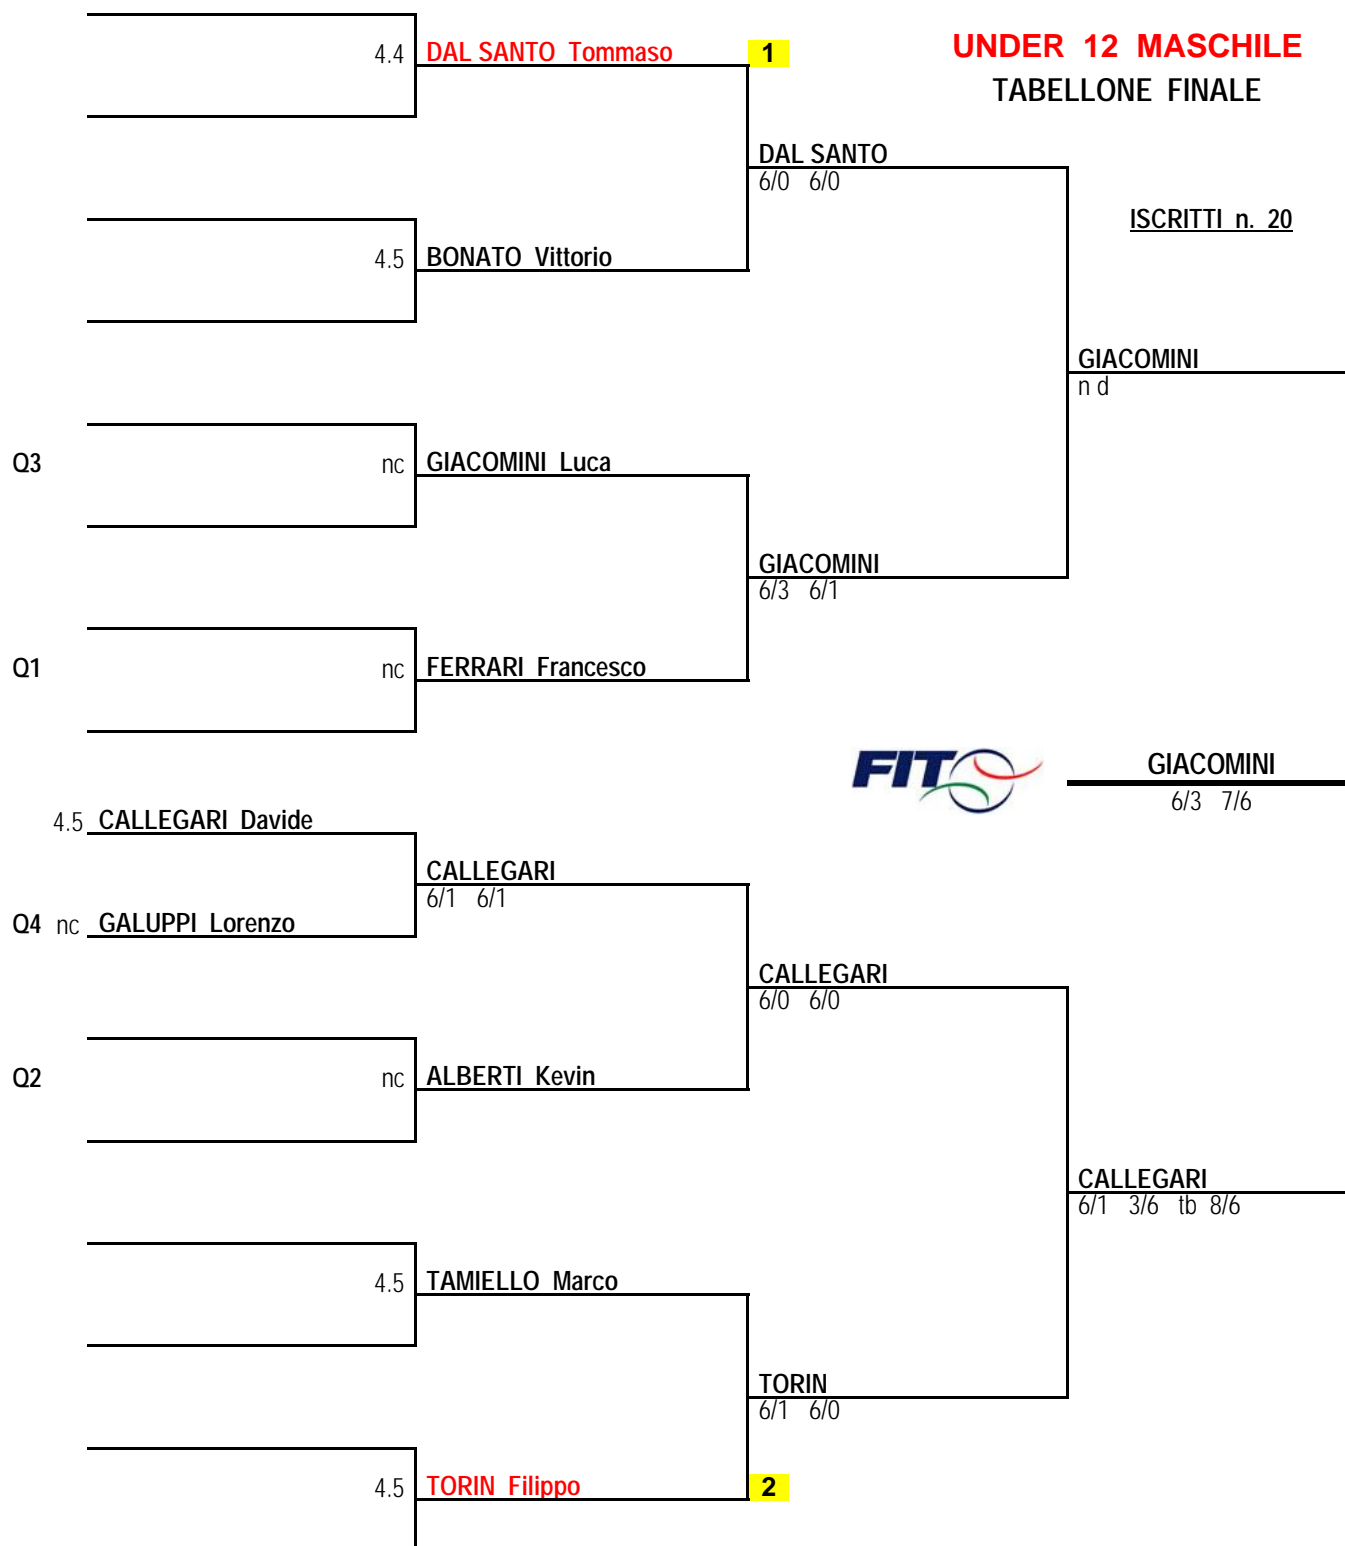 UNDER 12 MASCHILE
TABELLONE FINALE
ISCRITTI n. 20
4.4 DAL SANTO Tommaso 1
DAL SANTO
6/0 6/0
4.5 BONATO Vittorio
GIACOMINI
n d
Q3 nc GIACOMINI Luca
GIACOMINI
6/3 6/1
Q1 nc FERRARI Francesco
FIT
GIACOMINI
6/3 7/6
4.5 CALLEGARI Davide
CALLEGARI
6/1 6/1
Q4 nc GALUPPI Lorenzo
CALLEGARI
6/0 6/0
Q2 nc ALBERTI Kevin
CALLEGARI
6/1 3/6 tb 8/6
4.5 TAMIELLO Marco
TORIN
6/1 6/0
4.5 TORIN Filippo 2